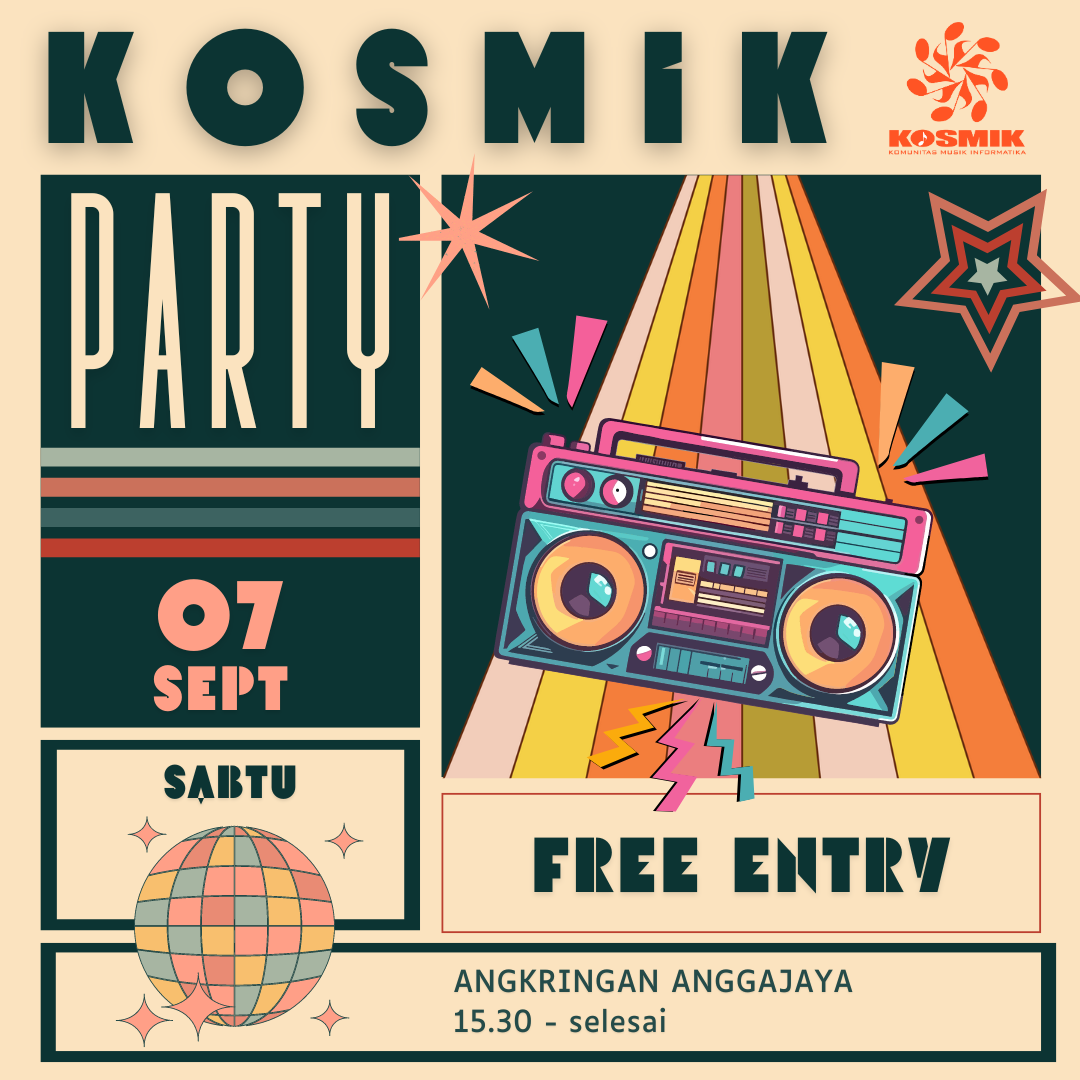 KOSMIK
KOSMIK
KOMUNITAS MUSIK INFORMATIKA
PARTY
07
SEPT
SABTU
FREE ENTRY
ANGKRINGAN ANGGAJAYA
15.30 - selesai